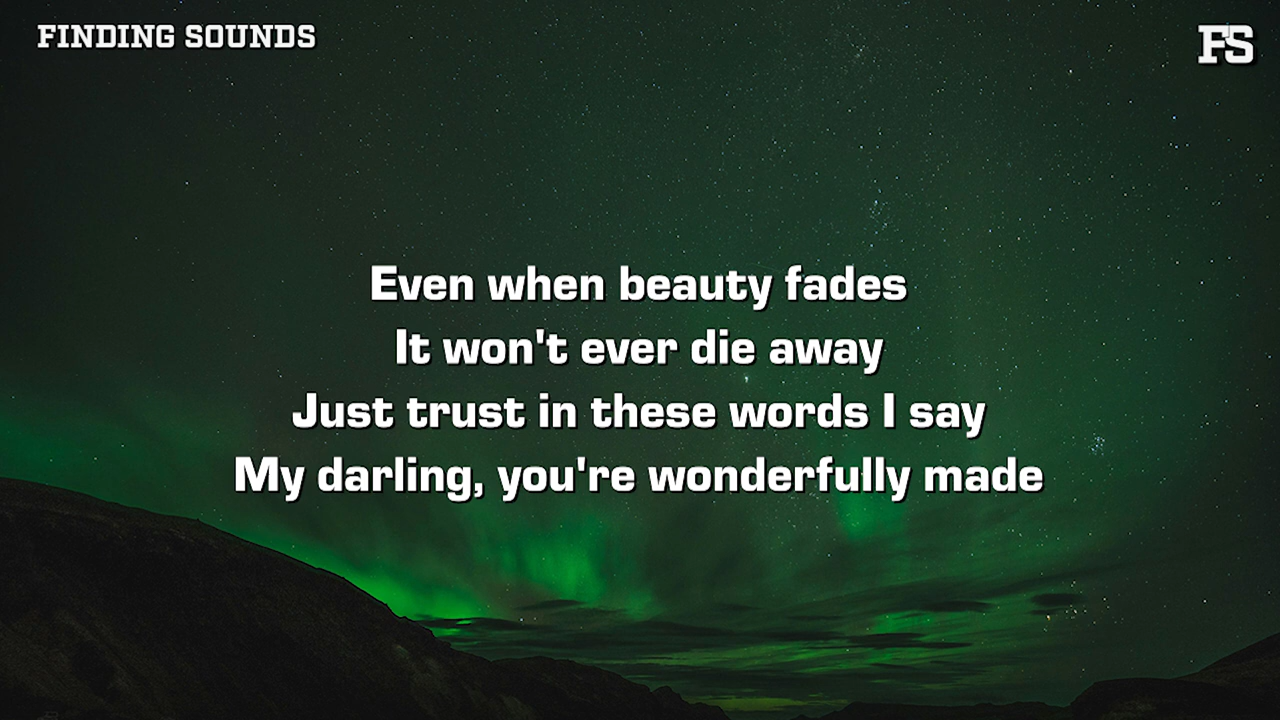 FINDING SOUNDS
FS
Even when beauty fades
It won't ever die away
Just trust in these words I say
My darling, you're wonderfully made